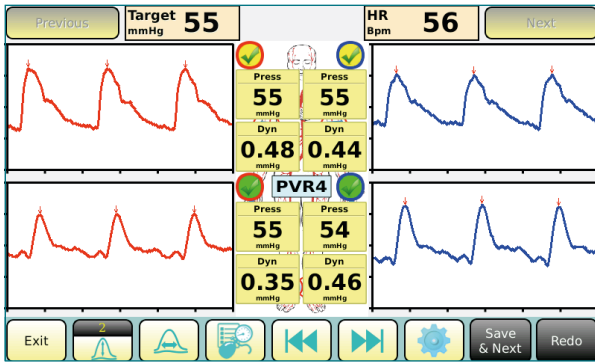 Previous
Target
mmHg
55
HR
Bpm
56
Next
Press
55
Press
55
mmHg
mmHg
Dyn
0.48
Dyn
0.44
mmHg
mmHg
PVR4
Press
55
Press
54
mmHg
mmHg
Dyn
0.35
Dyn
0.46
mmHg
mmHg
Exit
2
Save
& Next
Redo